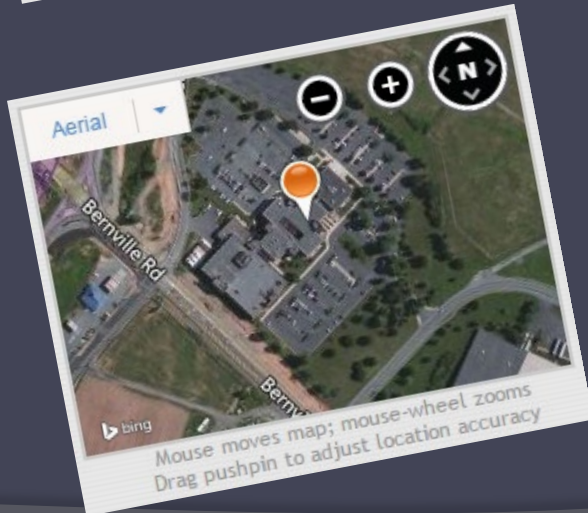 Aerial
N
Bernville Rd
Bernv
bing
Mouse moves map; mouse-wheel zooms
Drag pushpin to adjust location accuracy